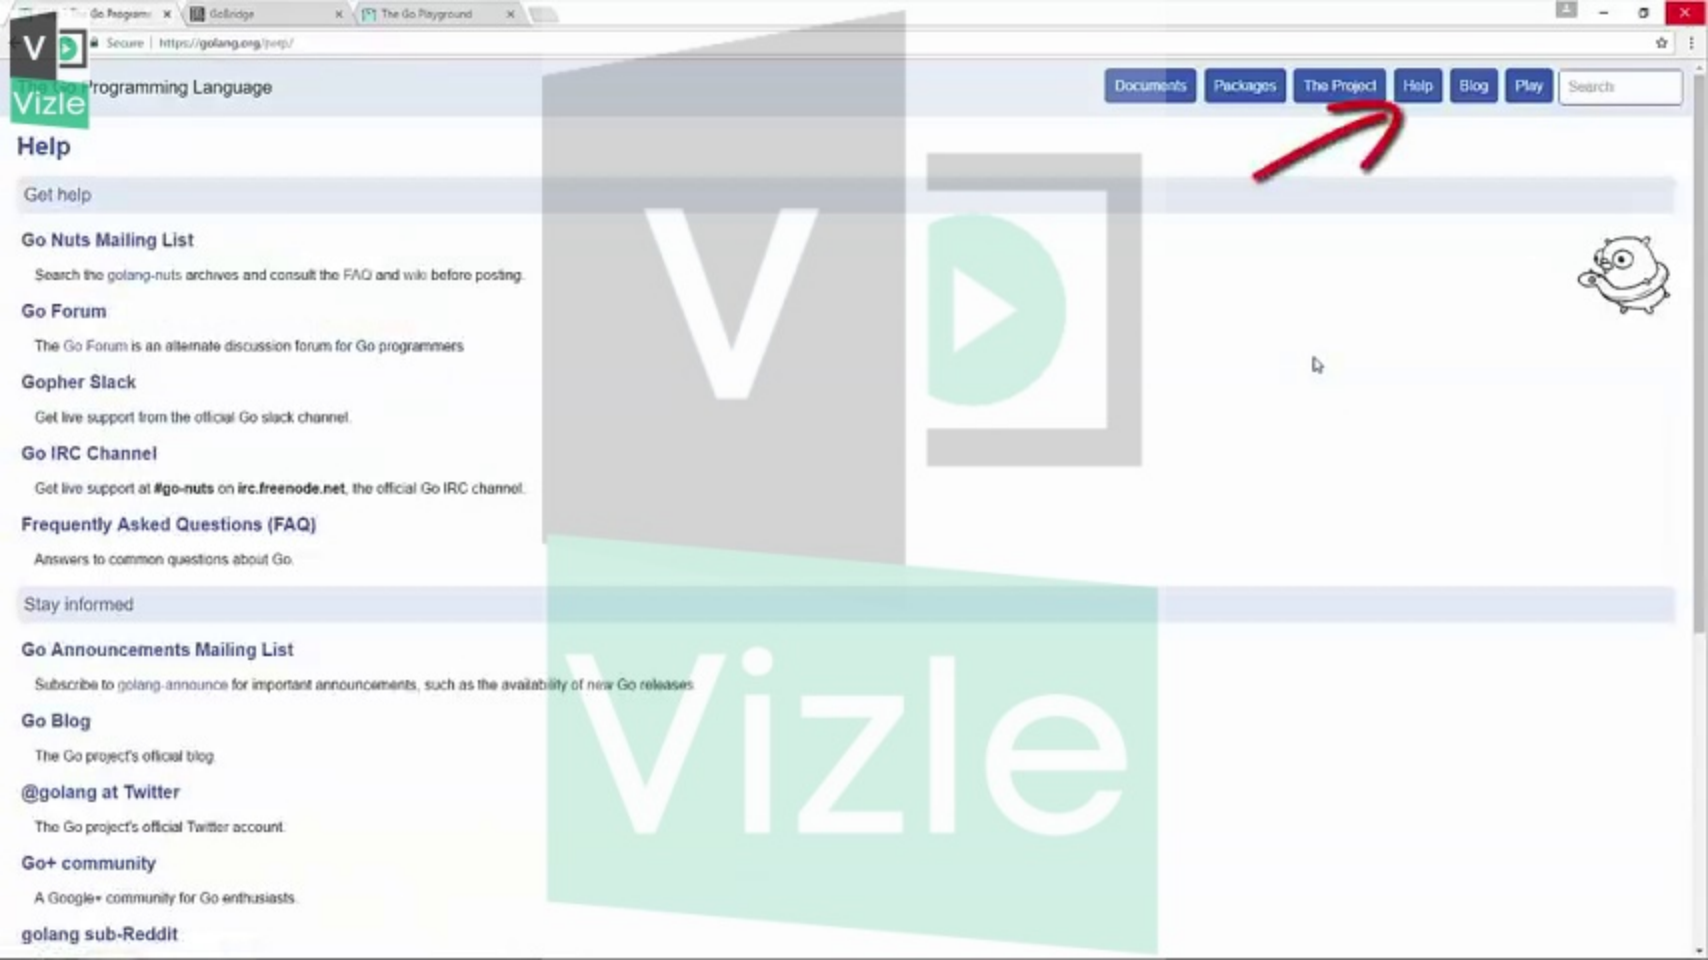 The Go Programm
GoBridge
The Go Playground
Secure | https://golang.org/help/
V
Vizle
The Go Programming Language
Documents
Packages
The Project
Help
Blog
Play
Search
Help
Get help
Go Nuts Mailing List
Search the golang-nuts archives and consult the FAQ and wiki before posting.
Go Forum
The Go Forum is an alternate discussion forum for Go programmers
Gopher Slack
Get live support from the official Go slack channel.
Go IRC Channel
Get live support at #go-nuts on irc.freenode.net, the official Go IRC channel.
Frequently Asked Questions (FAQ)
Answers to common questions about Go.
Stay informed
Go Announcements Mailing List
Subscribe to golang-announce for important announcements, such as the availability of new Go releases
Go Blog
The Go project's official blog
@golang at Twitter
The Go project's official Twitter account.
Go+ community
A Google+ community for Go enthusiasts.
golang sub-Reddit
V
Vizle